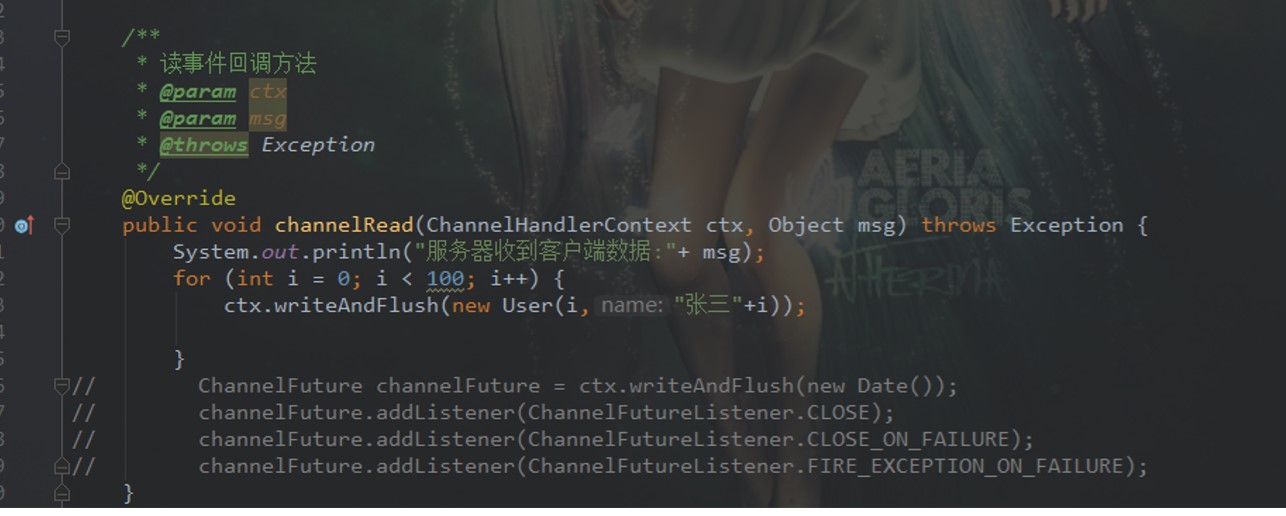 /**
* 读事件回调方法
* @param ctx
* @param msg
* @throws Exception
*/
@Override
public void channelRead(ChannelHandlerContext ctx, Object msg) throws Exception {
System.out.println("服务器收到客户端数据:"+ msg);
for (int i = 0; i < 100; i++) {
ctx.writeAndFlush(new User(i, name: "张三"+i));
}
// ChannelFuture channelFuture = ctx.writeAndFlush(new Date());
// channelFuture.addListener(ChannelFutureListener.CLOSE);
// channelFuture.addListener(ChannelFutureListener.CLOSE_ON_FAILURE);
// channelFuture.addListener(ChannelFutureListener.FIRE_EXCEPTION_ON_FAILURE);
}
AERIA
GLORIS